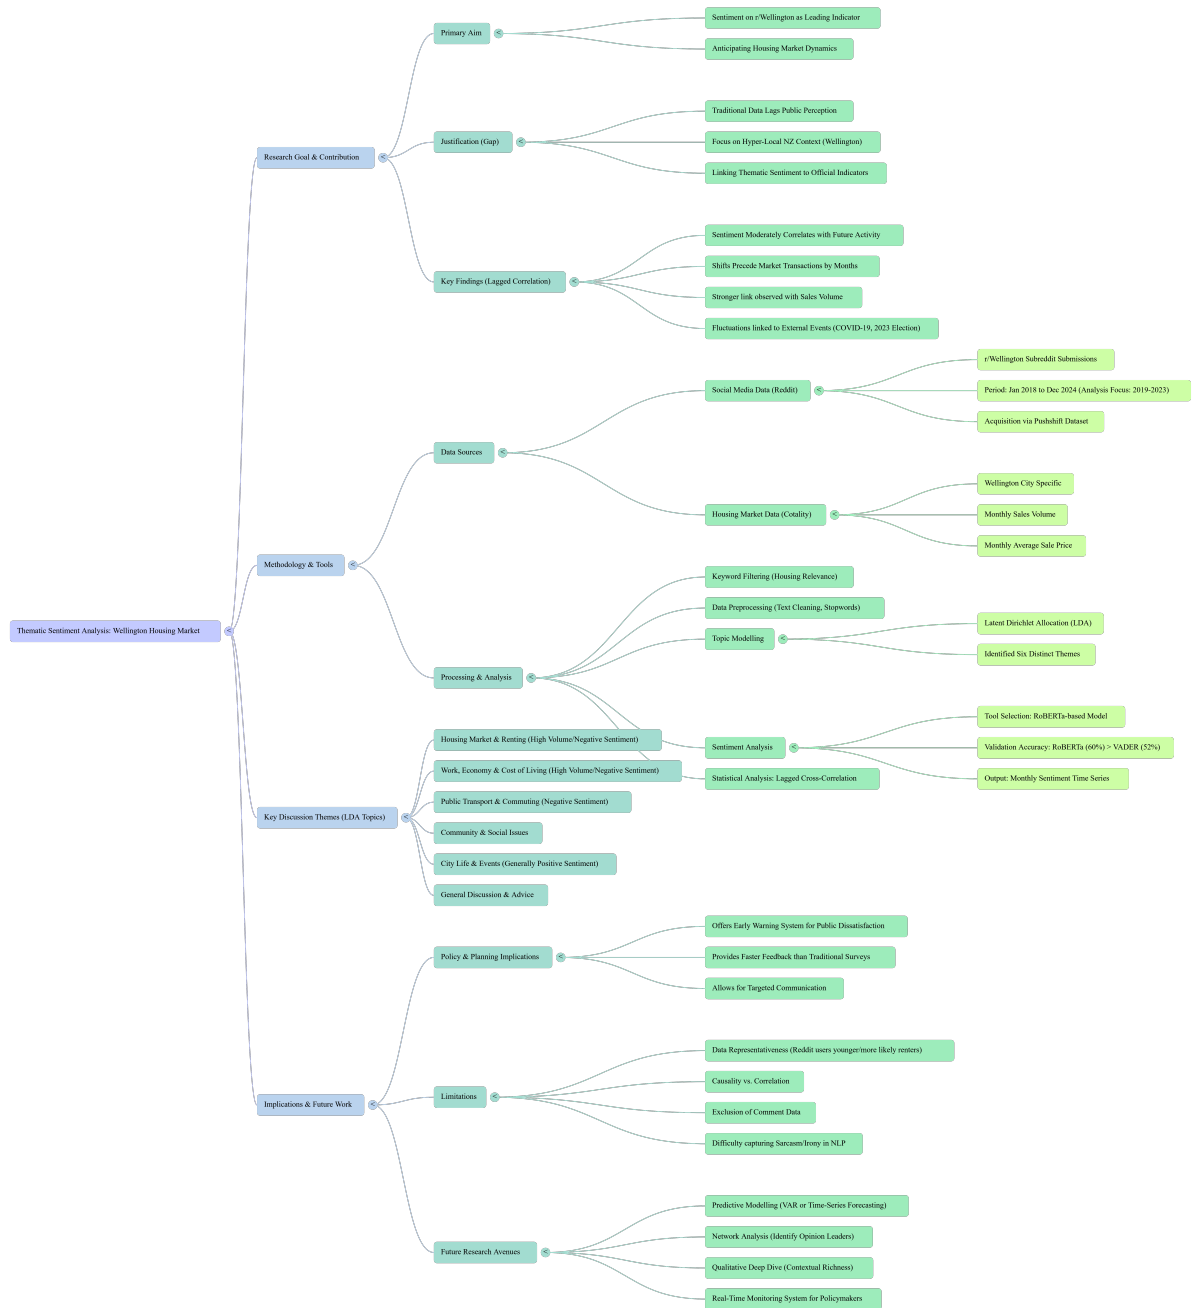 Thematic Sentiment Analysis: Wellington Housing Market
Research Goal & Contribution
Primary Aim
Sentiment on r/Wellington as Leading Indicator
Anticipating Housing Market Dynamics
Justification (Gap)
Traditional Data Lags Public Perception
Focus on Hyper-Local NZ Context (Wellington)
Linking Thematic Sentiment to Official Indicators
Key Findings (Lagged Correlation)
Sentiment Moderately Correlates with Future Activity
Shifts Precede Market Transactions by Months
Stronger link observed with Sales Volume
Fluctuations linked to External Events (COVID-19, 2023 Election)
Methodology & Tools
Data Sources
Social Media Data (Reddit)
r/Wellington Subreddit Submissions
Period: Jan 2018 to Dec 2024 (Analysis Focus: 2019-2023)
Acquisition via Pushshift Dataset
Housing Market Data (Cotality)
Wellington City Specific
Monthly Sales Volume
Monthly Average Sale Price
Processing & Analysis
Keyword Filtering (Housing Relevance)
Data Preprocessing (Text Cleaning, Stopwords)
Topic Modelling
Latent Dirichlet Allocation (LDA)
Identified Six Distinct Themes
Sentiment Analysis
Tool Selection: RoBERTa-based Model
Validation Accuracy: RoBERTa (60%) > VADER (52%)
Output: Monthly Sentiment Time Series
Statistical Analysis: Lagged Cross-Correlation
Key Discussion Themes (LDA Topics)
Housing Market & Renting (High Volume/Negative Sentiment)
Work, Economy & Cost of Living (High Volume/Negative Sentiment)
Public Transport & Commuting (Negative Sentiment)
Community & Social Issues
City Life & Events (Generally Positive Sentiment)
General Discussion & Advice
Implications & Future Work
Policy & Planning Implications
Offers Early Warning System for Public Dissatisfaction
Provides Faster Feedback than Traditional Surveys
Allows for Targeted Communication
Limitations
Data Representativeness (Reddit users younger/more likely renters)
Causality vs. Correlation
Exclusion of Comment Data
Difficulty capturing Sarcasm/Irony in NLP
Future Research Avenues
Predictive Modelling (VAR or Time-Series Forecasting)
Network Analysis (Identify Opinion Leaders)
Qualitative Deep Dive (Contextual Richness)
Real-Time Monitoring System for Policymakers